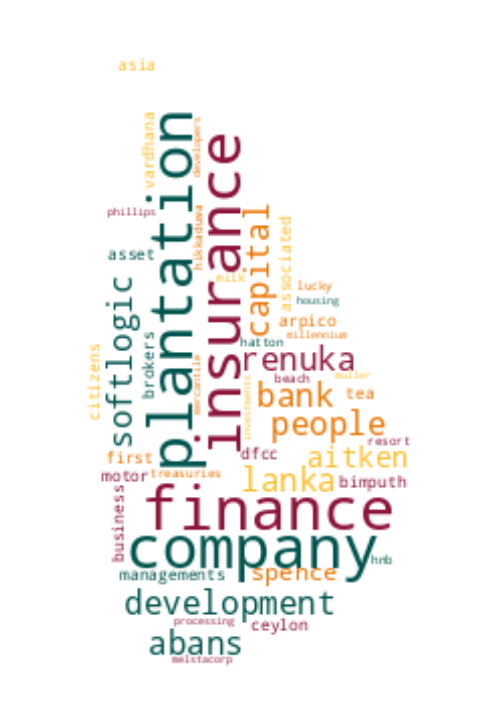 asia
vardhana
plantation
developers
insurance
phillips
hikkaduwa
capital
associated
asset
milk
softlogic
lucky
housing
arpico
millennium
brokers
hatton
citizens
renuka
mercantile
investments
beach
muller
bank
tea
people
resort
first
dfcc
aitken
motor
treasuries
lanka
bimputh
business
finance
company
hnb
managements
spence
development
processing
ceylon
abans
melstacorp